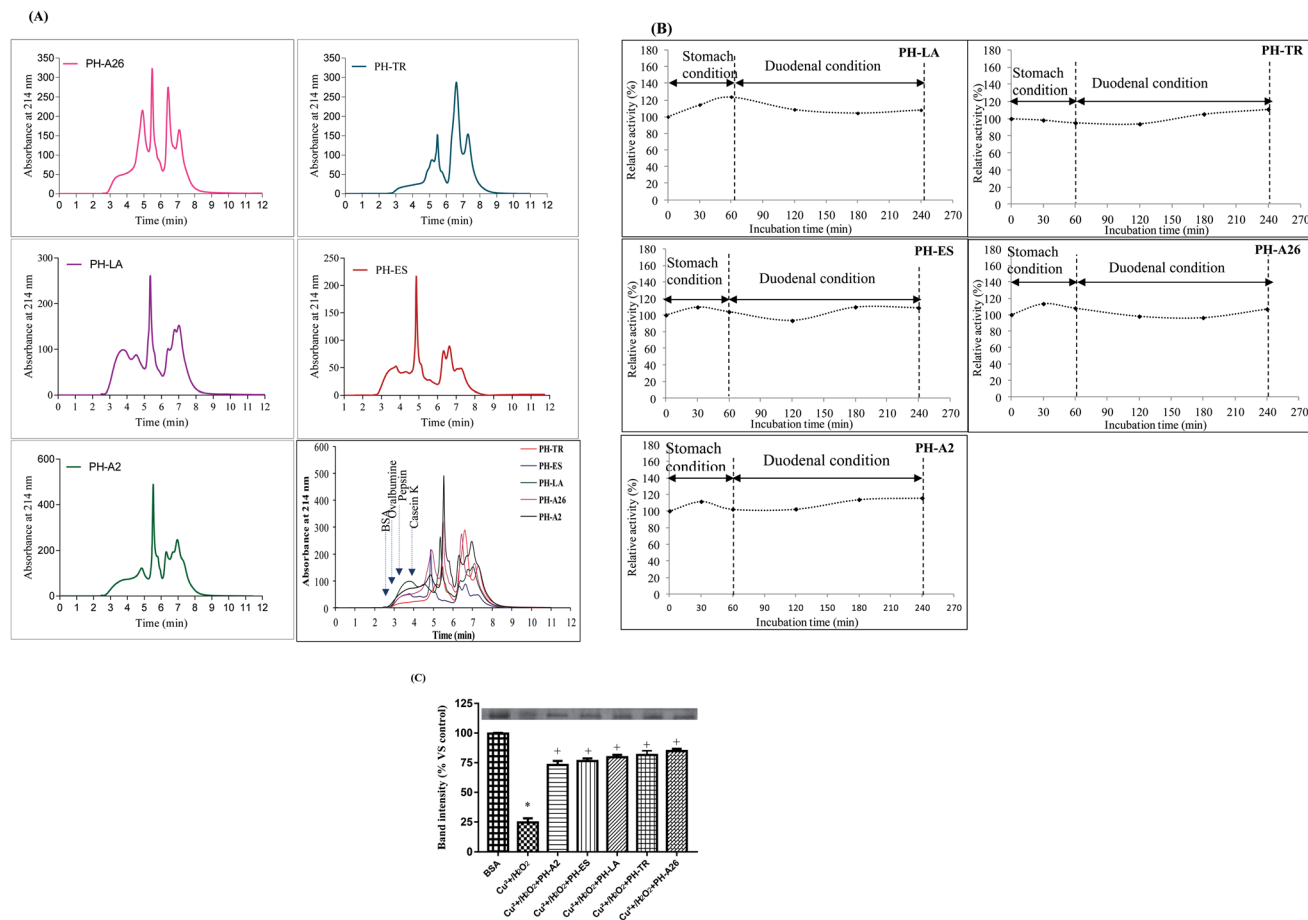 (A)
PH-A26
Absorbance at 214 nm
350
300
250
200
150
100
50
0
0 1 2 3 4 5 6 7 8 9 10 11 12
Time (min)
PH-TR
Absorbance at 214 nm
350
300
250
200
150
100
50
0
0 1 2 3 4 5 6 7 8 9 10 11 12
Time (min)
PH-LA
Absorbance at 214 nm
300
200
100
0
0 1 2 3 4 5 6 7 8 9 10 11 12
Time (min)
PH-ES
Absorbance at 214 nm
250
200
150
100
50
0
1 2 3 4 5 6 7 8 9 10 11 12
Time (min)
PH-A2
Absorbance at 214 nm
600
400
200
0
0 1 2 3 4 5 6 7 8 9 10 11 12
Time (min)
Absorbance at 214 nm
600
500
400
300
200
100
0
BSA
Ovalbumine
Pepsin
Casein K
PH-TR
PH-ES
PH-LA
PH-A26
PH-A2
0 1 2 3 4 5 6 7 8 9 10 11 12
Time (min)
(B)
PH-LA
Relative activity (%)
180
160
140
120
100
80
60
40
20
0
Stomach
condition
Duodenal condition
0 30 60 90 120 150 180 210 240 270
Incubation time (min)
PH-TR
Relative activity (%)
180
160
140
120
100
80
60
40
20
0
Stomach
condition
Duodenal condition
0 30 60 90 120 150 180 210 240 270
Incubation time (min)
PH-ES
Relative activity (%)
180
160
140
120
100
80
60
40
20
0
Stomach
condition
Duodenal condition
0 30 60 90 120 150 180 210 240 270
Incubation time (min)
PH-A26
Relative activity (%)
180
160
140
120
100
80
60
40
20
0
Stomach
condition
Duodenal condition
0 30 60 90 120 150 180 210 240 270
Incubation time (min)
PH-A2
Relative activity (%)
180
160
140
120
100
80
60
40
20
0
Stomach
condition
Duodenal condition
0 30 60 90 120 150 180 210 240 270
Incubation time (min)
(C)
Band intensity (% VS control)
125
100
75
50
25
0
*
+ + + + +
BSA
Cu²+/H2O2
Cu²+/H2O2+PH-A2
Cu²+/H2O2+PH-ES
Cu²+/H2O2+PH-LA
Cu²+/H2O2+PH-TR
Cu²+/H2O2+PH-A26